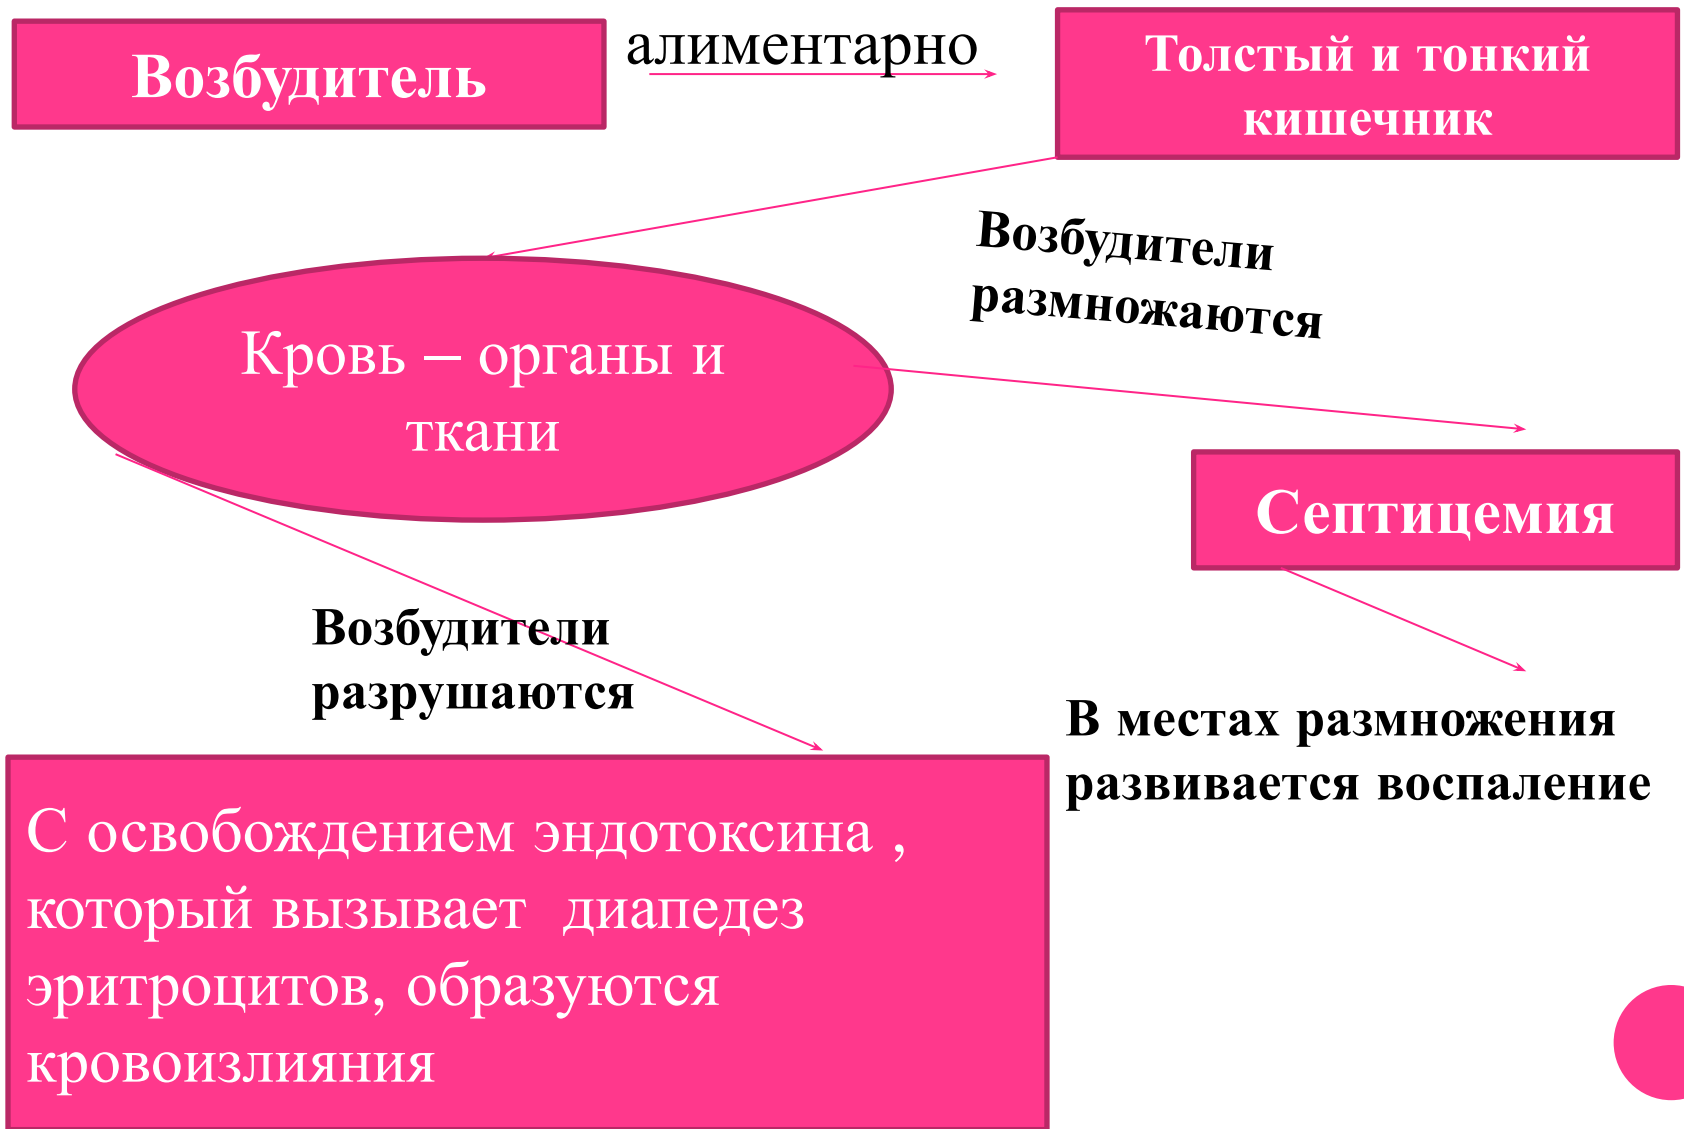 Возбудитель
алиментарно
Толстый и тонкий
кишечник
Возбудители
размножаются
Кровь – органы и
ткани
Септицемия
Возбудители
разрушаются
В местах размножения
развивается воспаление
С освобождением эндотоксина ,
который вызывает диапедез
эритроцитов, образуются
кровоизлияния